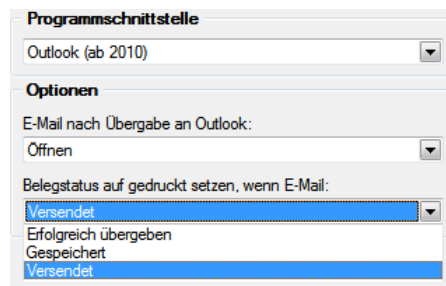 Programmschnittstelle
Outlook (ab 2010)
Optionen
E-Mail nach Übergabe an Outlook:
Öffnen
Belegstatus auf gedruckt setzen, wenn E-Mail:
Versendet
Erfolgreich übergeben
Gespeichert
Versendet